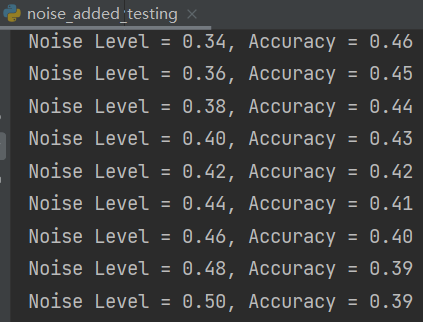 noise_added_testing
Noise Level = 0.34, Accuracy = 0.46
Noise Level = 0.36, Accuracy = 0.45
Noise Level = 0.38, Accuracy = 0.44
Noise Level = 0.40, Accuracy = 0.43
Noise Level = 0.42, Accuracy = 0.42
Noise Level = 0.44, Accuracy = 0.41
Noise Level = 0.46, Accuracy = 0.40
Noise Level = 0.48, Accuracy = 0.39
Noise Level = 0.50, Accuracy = 0.39